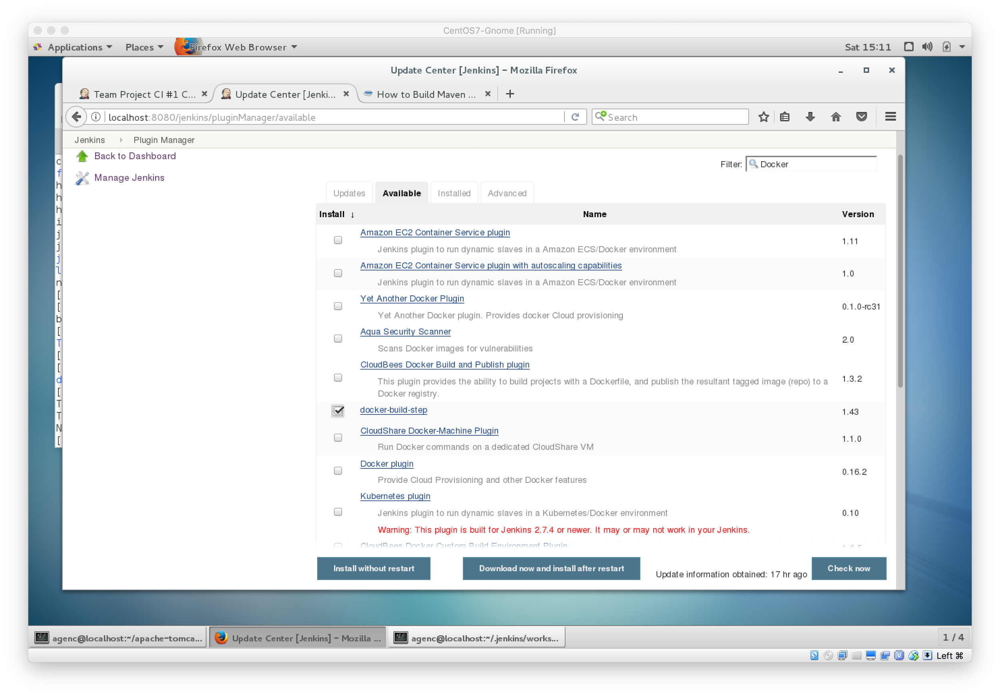 CentOS7-Gnome [Running]
Applications Places Firefox Web Browser Sat 15:11
Update Center [Jenkins] - Mozilla Firefox
Team Project CI #1 C... Update Center [Jenki... How to Build Maven ...
localhost:8080/jenkins/pluginManager/available Search
Jenkins Plugin Manager
Back to Dashboard
Manage Jenkins
Filter: Docker
Updates Available Installed Advanced
Install ↓ Name Version
Amazon EC2 Container Service plugin
Jenkins plugin to run dynamic slaves in a Amazon ECS/Docker environment
1.11
Amazon EC2 Container Service plugin with autoscaling capabilities
Jenkins plugin to run dynamic slaves in a Amazon ECS/Docker environment
1.0
Yet Another Docker Plugin
Yet Another Docker plugin. Provides docker Cloud provisioning
0.1.0-rc31
Aqua Security Scanner
Scans Docker images for vulnerabilities
2.0
CloudBees Docker Build and Publish plugin
This plugin provides the ability to build projects with a Dockerfile, and publish the resultant tagged image (repo) to a
Docker registry.
1.3.2
docker-build-step
1.43
CloudShare Docker-Machine Plugin
Run Docker commands on a dedicated CloudShare VM
1.1.0
Docker plugin
Provide Cloud Provisioning and other Docker features
0.16.2
Kubernetes plugin
Jenkins plugin to run dynamic slaves in a Kubernetes/Docker environment
Warning: This plugin is built for Jenkins 2.7.4 or newer. It may or may not work in your Jenkins.
0.10
CloudBees Docker Custom Build Environment Plugin
1.6.5
Install without restart Download now and install after restart Update information obtained: 17 hr ago Check now
agenc@localhost:~/apache-tomca... Update Center [Jenkins] - Mozilla ... agenc@localhost:~/.jenkins/works... 1 / 4
Left ⌘